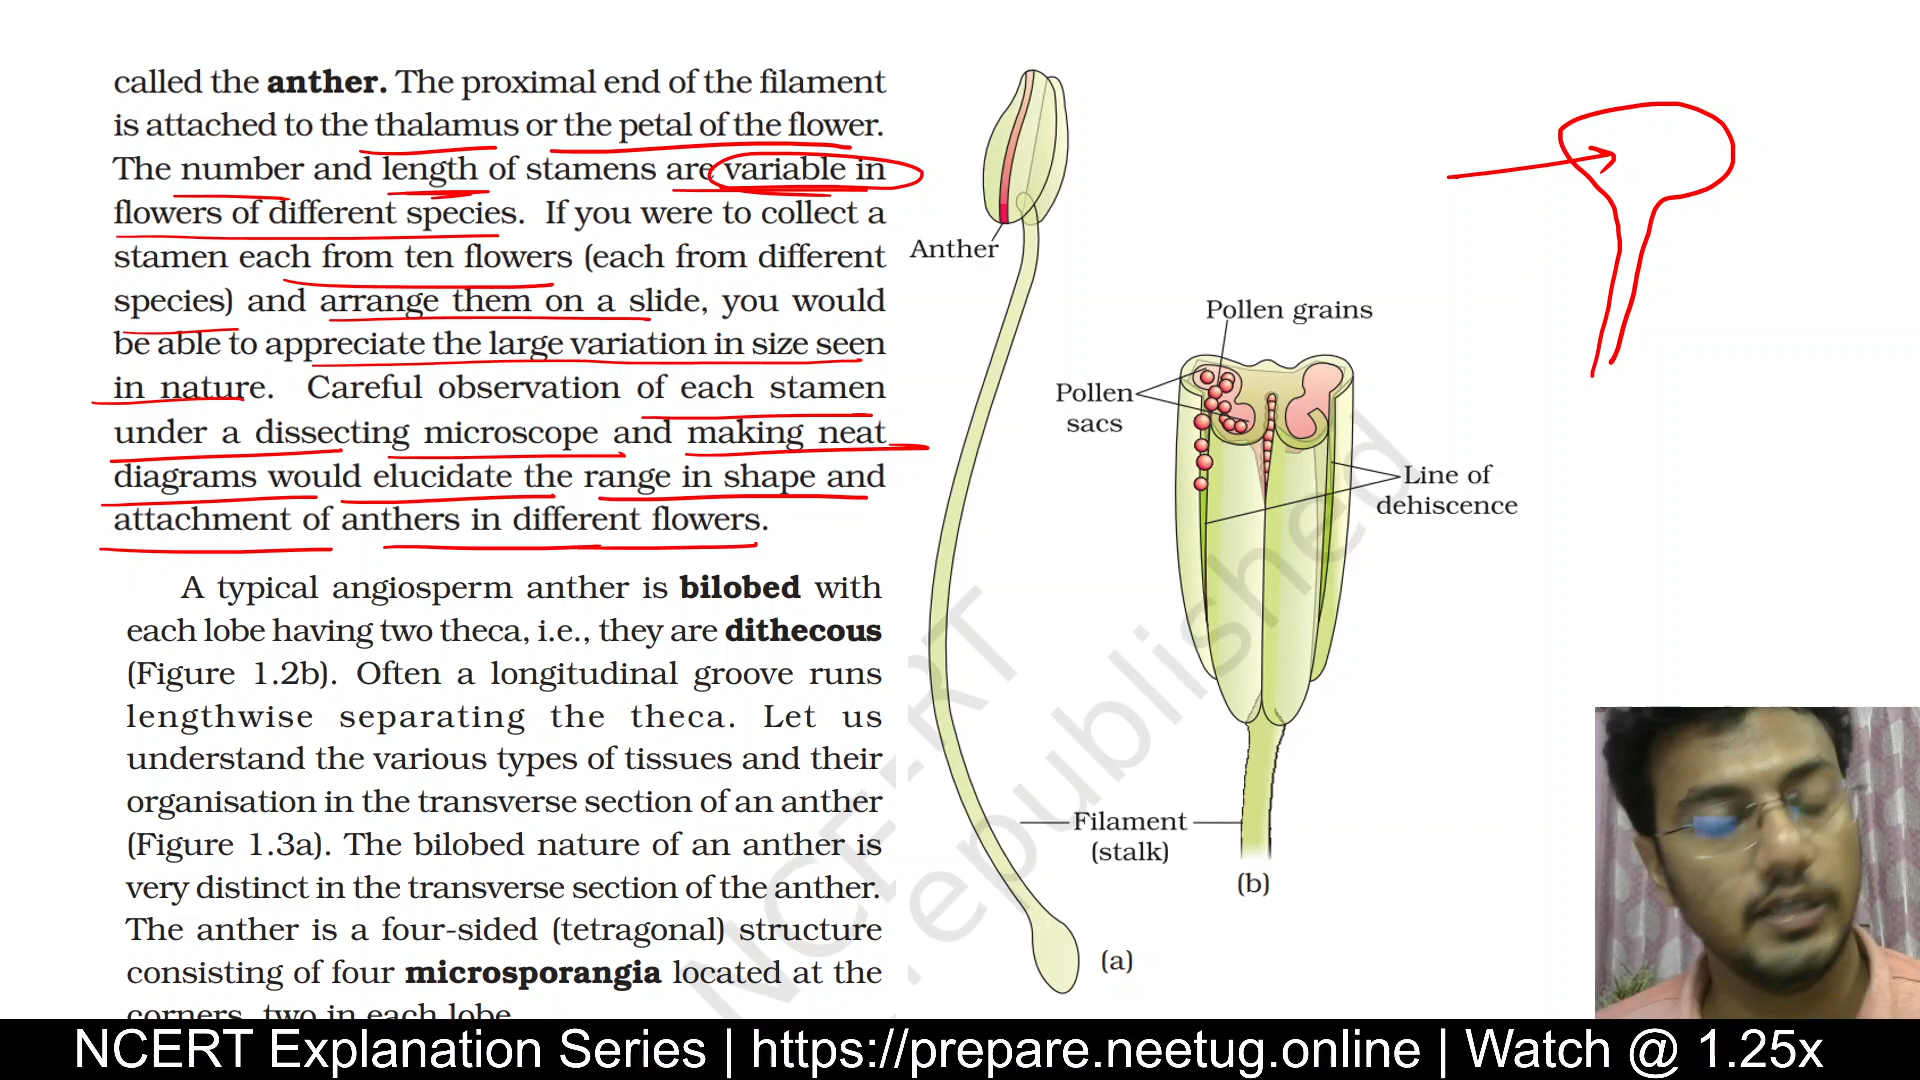 called the anther. The proximal end of the filament
is attached to the thalamus or the petal of the flower.
The number and length of stamens are variable in
flowers of different species. If you were to collect a
stamen each from ten flowers (each from different
species) and arrange them on a slide, you would
be able to appreciate the large variation in size seen
in nature. Careful observation of each stamen
under a dissecting microscope and making neat
diagrams would elucidate the range in shape and
attachment of anthers in different flowers.
A typical angiosperm anther is bilobed with
each lobe having two theca, i.e., they are dithecous
(Figure 1.2b). Often a longitudinal groove runs
lengthwise separating the theca. Let us
understand the various types of tissues and their
organisation in the transverse section of an anther
(Figure 1.3a). The bilobed nature of an anther is
very distinct in the transverse section of the anther.
The anther is a four-sided (tetragonal) structure
consisting of four microsporangia located at the
corners, two in each lobe.
Anther
Pollen grains
Pollen
sacs
Line of
dehiscence
Filament
(stalk)
(b)
(a)
NCERT
republished
NCERT Explanation Series | https://prepare.neetug.online | Watch @ 1.25x